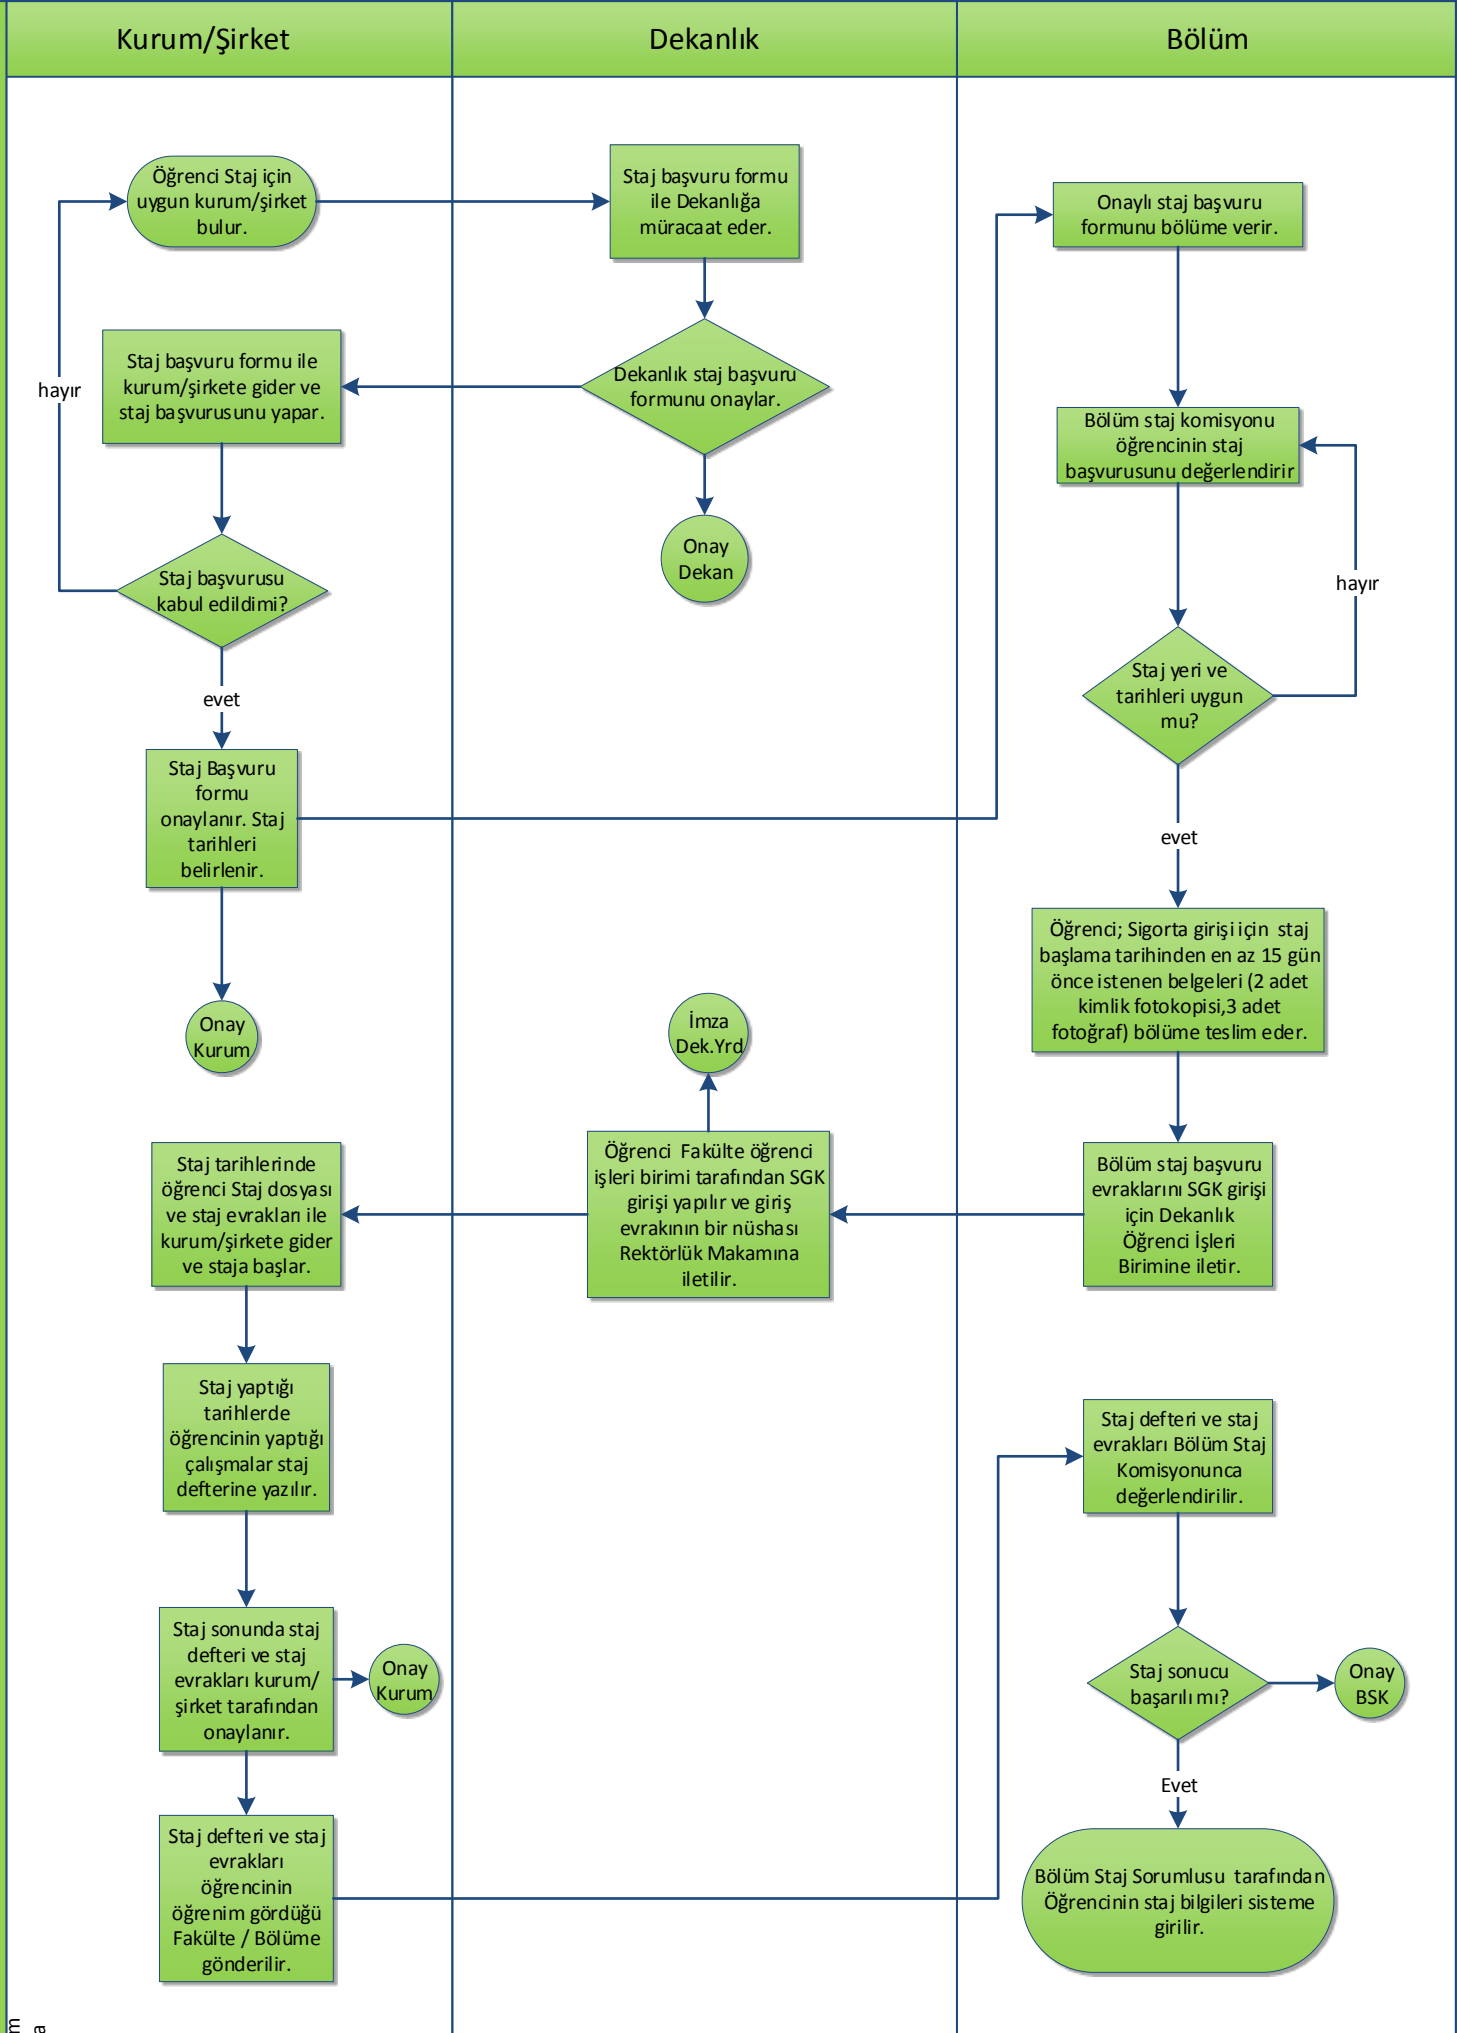 Kurum/Şirket
Dekanlık
Bölüm
Öğrenci Staj için
uygun kurum/şirket
bulur.
Staj başvuru formu
ile Dekanlığa
müracaat eder.
Onaylı staj başvuru
formunu bölüme verir.
Staj başvuru formu ile
kurum/şirkete gider ve
staj başvurusunu yapar.
hayır
Dekanlık staj başvuru
formunu onaylar.
Bölüm staj komisyonu
öğrencinin staj
başvurusunu değerlendirir
Onay
Dekan
hayır
Staj başvurusu
kabul edildimi?
evet
Staj yeri ve
tarihleri uygun
mu?
Staj Başvuru
formu
onaylanır. Staj
tarihleri
belirlenir.
evet
Öğrenci; Sigorta girişi için staj
başlama tarihinden en az 15 gün
önce istenen belgeleri (2 adet
kimlik fotokopisi,3 adet
fotoğraf) bölüme teslim eder.
Onay
Kurum
İmza
Dek.Yrd
Staj tarihlerinde
öğrenci Staj dosyası
ve staj evrakları ile
kurum/şirkete gider
ve staja başlar.
Öğrenci Fakülte öğrenci
işleri birimi tarafından SGK
girişi yapılır ve giriş
evrakının bir nüshası
Rektörlük Makamına
iletilir.
Bölüm staj başvuru
evraklarını SGK girişi
için Dekanlık
Öğrenci İşleri
Birimine iletir.
Staj yaptığı
tarihlerde
öğrencinin yaptığı
çalışmalar staj
defterine yazılır.
Staj defteri ve staj
evrakları Bölüm Staj
Komisyonunca
değerlendirilir.
Staj sonunda staj
defteri ve staj
evrakları kurum/
şirket tarafından
onaylanır.
Onay
Kurum
Staj sonucu
başarılı mı?
Onay
BSK
Evet
Staj defteri ve staj
evrakları
öğrencinin
öğrenim gördüğü
Fakülte / Bölüme
gönderilir.
Bölüm Staj Sorumlusu tarafından
Öğrencinin staj bilgileri sisteme
girilir.
m
a